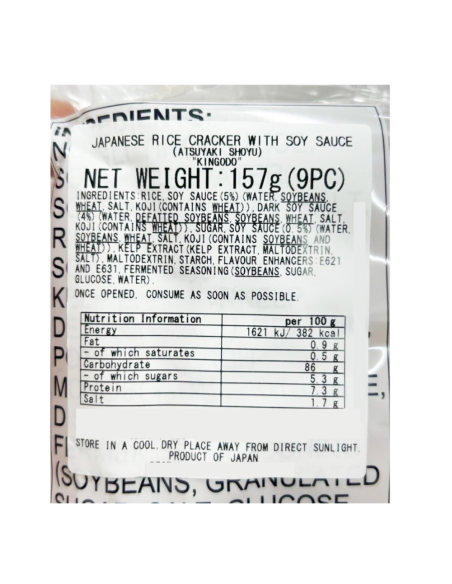 INGREDIENTS:
JAPANESE RICE CRACKER WITH SOY SAUCE
(ATSUYAKI SHOYU)
"KINGODO"
NET WEIGHT:157g(9PC)
INGREDIENTS:RICE, SOY SAUCE(5%)(WATER, SOYBEANS,
WHEAT, SALT, KOJI(CONTAINS WHEAT)), DARK SOY SAUCE
(4%)(WATER, DEFATTED SOYBEANS, SOYBEANS, WHEAT, SALT,
KOJI(CONTAINS WHEAT)), SUGAR, SOY SAUCE(0.5%)(WATER,
SOYBEANS, WHEAT, SALT, KOJI(CONTAINS SOYBEANS AND
WHEAT)), KELP EXTRACT(KELP EXTRACT, MALTODEXTRIN,
SALT), MALTODEXTRIN, STARCH, FLAVOUR ENHANCERS:E621
AND E631, FERMENTED SEASONING(SOYBEANS, SUGAR,
GLUCOSE, WATER).
ONCE OPENED, CONSUME AS SOON AS POSSIBLE.
Nutrition Information per 100 g
Energy 1621 kJ/ 382 kcal
Fat 0.9 g
- of which saturates 0.5 g
Carbohydrate 86 g
- of which sugars 5.3 g
Protein 7.3 g
Salt 1.7 g
STORE IN A COOL,DRY PLACE AWAY FROM DIRECT SUNLIGHT.
PRODUCT OF JAPAN
(SOYBEANS, GRANULATED